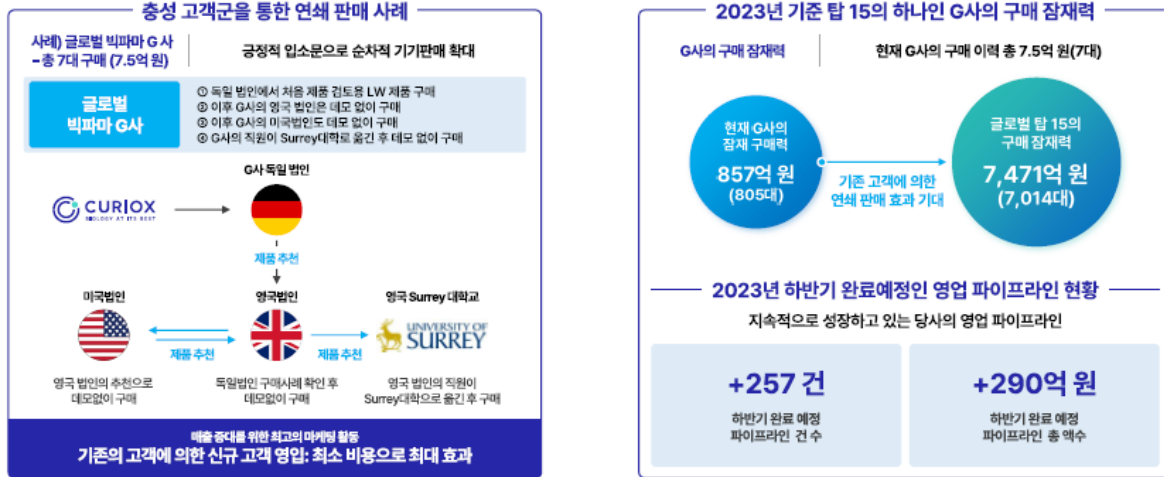 충성 고객군을 통한 연쇄 판매 사례
사례) 글로벌 빅파마 G 사
-총 7대 구매 (7.5억 원)
긍정적 입소문으로 순차적 기기판매 확대
글로벌
빅파마 G사
① 독일 법인에서 처음 제품 검토용 LW 제품 구매
② 이후 G사의 영국 법인은 데모 없이 구매
③ 이후 G사의 미국법인도 데모 없이 구매
④ G사의 직원이 Surrey대학로 옮긴 후 데모 없이 구매
G사 독일 법인
CURIOX
BIOLOGY AT ITS BEST
제품 추천
미국법인
영국법인
영국 Surrey 대학교
제품 추천
제품 추천
UNIVERSITY OF
SURREY
영국 법인의 추천으로
데모없이 구매
독일법인 구매사례 확인 후
데모없이 구매
영국 법인의 직원이
Surrey대학으로 옮긴 후 구매
매출 증대를 위한 최고의 마케팅 활동
기존의 고객에 의한 신규 고객 영입: 최소 비용으로 최대 효과
2023년 기준 탑 15의 하나인 G사의 구매 잠재력
G사의 구매 잠재력
현재 G사의 구매 이력 총 7.5억 원(7대)
현재 G사의
잠재 구매력
857억 원
(805대)
기존 고객에 의한
연쇄 판매 효과 기대
글로벌 탑 15의
구매 잠재력
7,471억 원
(7,014대)
2023년 하반기 완료예정인 영업 파이프라인 현황
지속적으로 성장하고 있는 당사의 영업 파이프라인
+257 건
하반기 완료 예정
파이프라인 건 수
+290억 원
하반기 완료 예정
파이프라인 총 액수